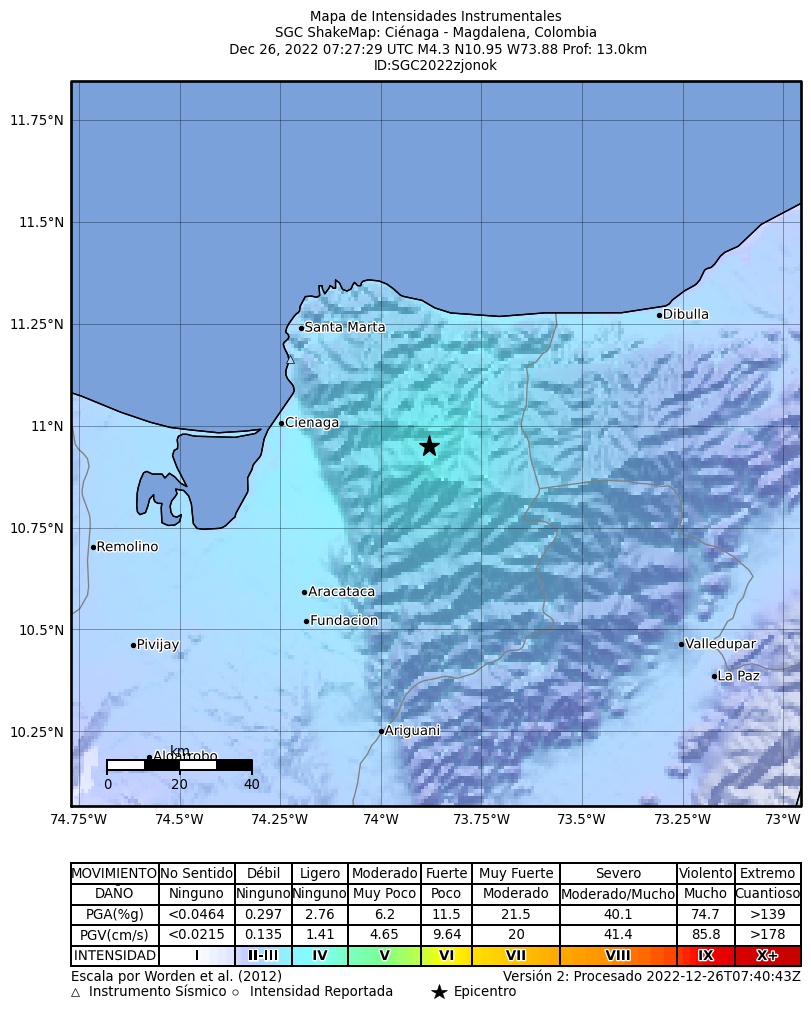 Mapa de Intensidades Instrumentales
SGC ShakeMap: Ciénaga - Magdalena, Colombia
Dec 26, 2022 07:27:29 UTC M4.3 N10.95 W73.88 Prof: 13.0km
ID:SGC2022zjonok
11.75°N
11.5°N
11.25°N
11°N
10.75°N
10.5°N
10.25°N
Santa Marta
Dibulla
Cienaga
Remolino
Aracataca
Fundacion
Pivijay
Valledupar
La Paz
Ariguani
Algarrobo
km
0 20 40
74.75°W 74.5°W 74.25°W 74°W 73.75°W 73.5°W 73.25°W 73°W
MOVIMIENTO No Sentido Débil Ligero Moderado Fuerte Muy Fuerte Severo Violento Extremo
DAÑO Ninguno Ninguno Ninguno Muy Poco Poco Moderado Moderado/Mucho Mucho Cuantioso
PGA(%g) <0.0464 0.297 2.76 6.2 11.5 21.5 40.1 74.7 >139
PGV(cm/s) <0.0215 0.135 1.41 4.65 9.64 20 41.4 85.8 >178
INTENSIDAD I II-III IV V VI VII VIII IX X+
Escala por Worden et al. (2012) Versión 2: Procesado 2022-12-26T07:40:43Z
Instrumento Sísmico Intensidad Reportada Epicentro